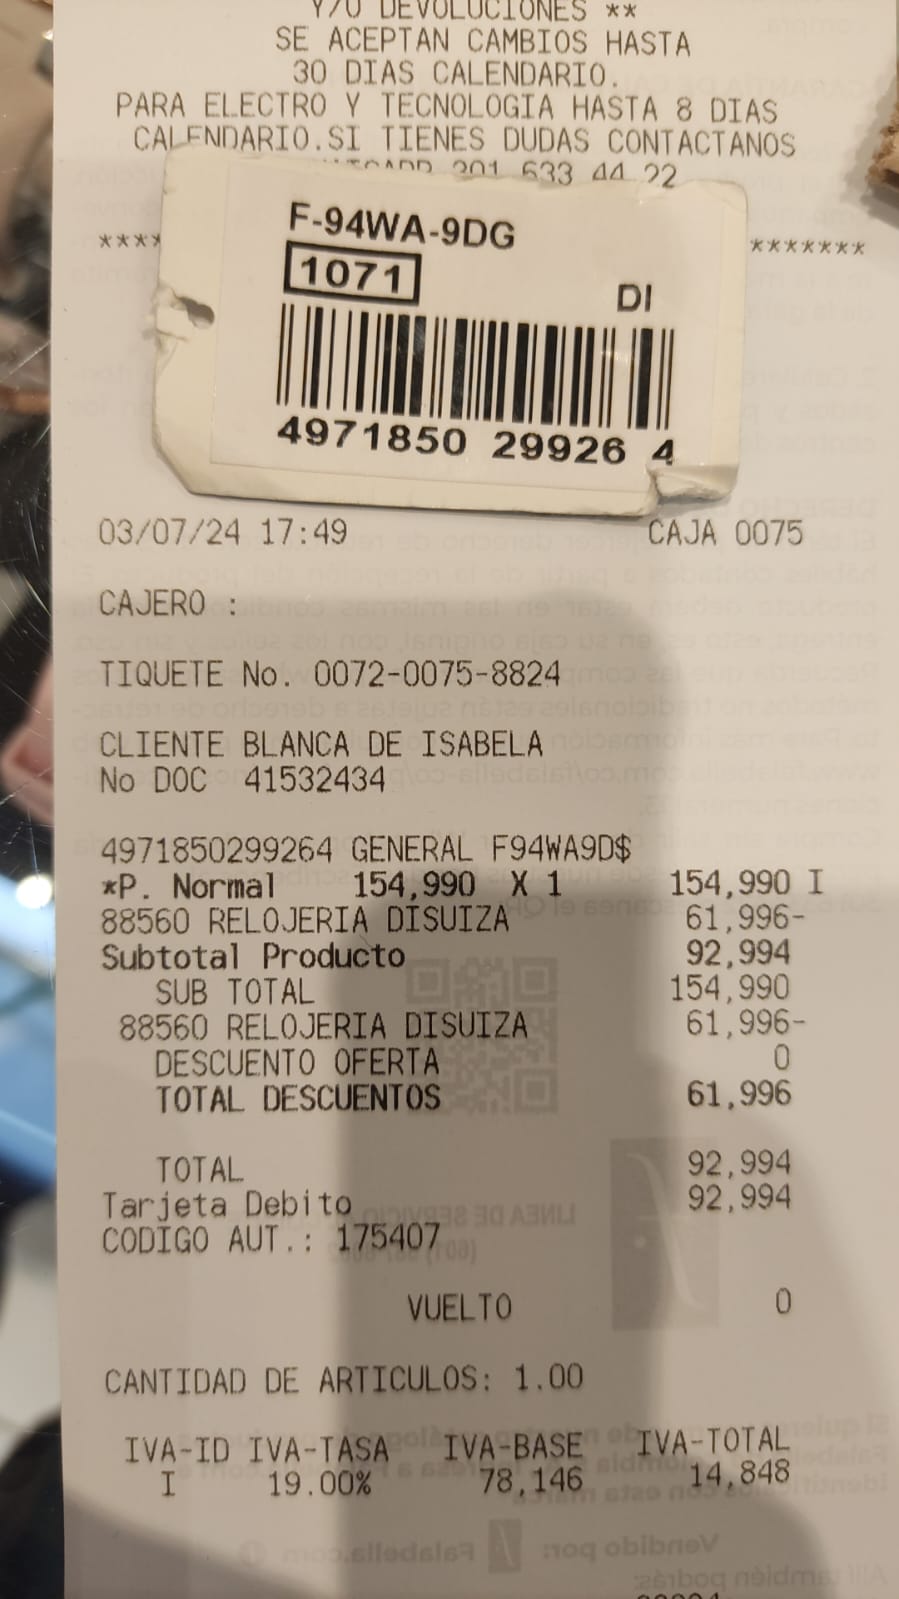 Y/O DEVOLUCIONES **
SE ACEPTAN CAMBIOS HASTA
30 DIAS CALENDARIO.
PARA ELECTRO Y TECNOLOGIA HASTA 8 DIAS
CALENDARIO.SI TIENES DUDAS CONTACTANOS
301 633 44 22
F-94WA-9DG
1071
DI
4971850 29926 4
**** *******
03/07/24 17:49 CAJA 0075
CAJERO :
TIQUETE No. 0072-0075-8824
CLIENTE BLANCA DE ISABELA
No DOC 41532434
4971850299264 GENERAL F94WA9D$
*P. Normal 154,990 X 1 154,990 I
88560 RELOJERIA DISUIZA 61,996-
Subtotal Producto 92,994
SUB TOTAL 154,990
88560 RELOJERIA DISUIZA 61,996-
DESCUENTO OFERTA 0
TOTAL DESCUENTOS 61,996
TOTAL 92,994
Tarjeta Debito 92,994
CODIGO AUT.: 175407
VUELTO 0
CANTIDAD DE ARTICULOS: 1.00
IVA-ID IVA-TASA IVA-BASE IVA-TOTAL
I 19.00% 78,146 14,848